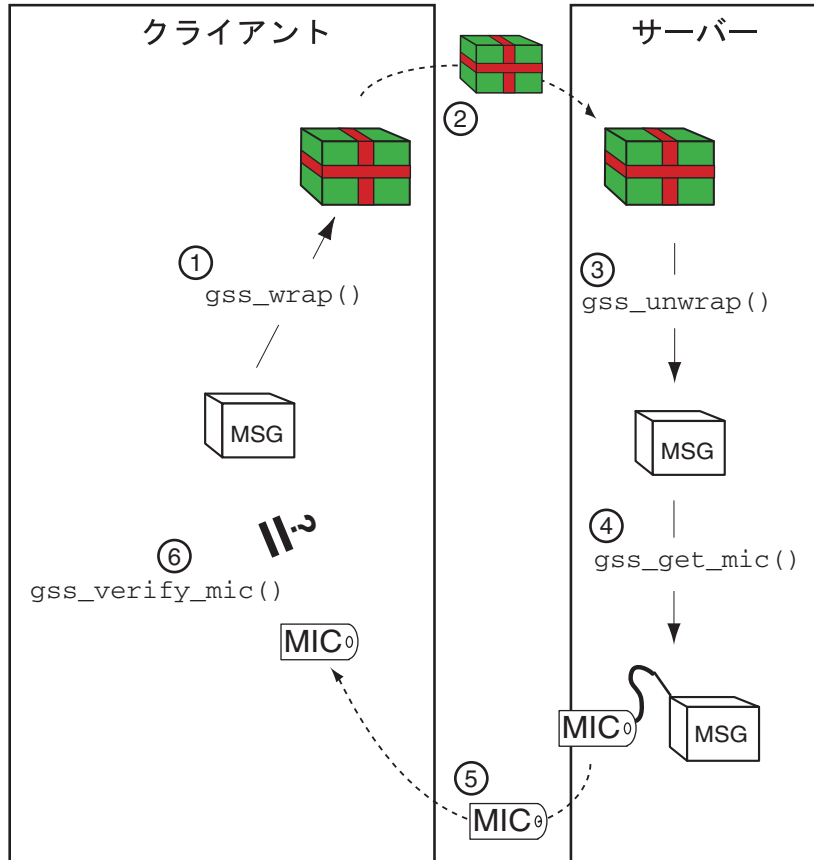 クライアント
サーバー
②
①
gss_wrap()
③
gss_unwrap()
MSG
MSG
④
gss_get_mic()
=?
⑥
gss_verify_mic()
MIC
MIC
MSG
⑤
MIC